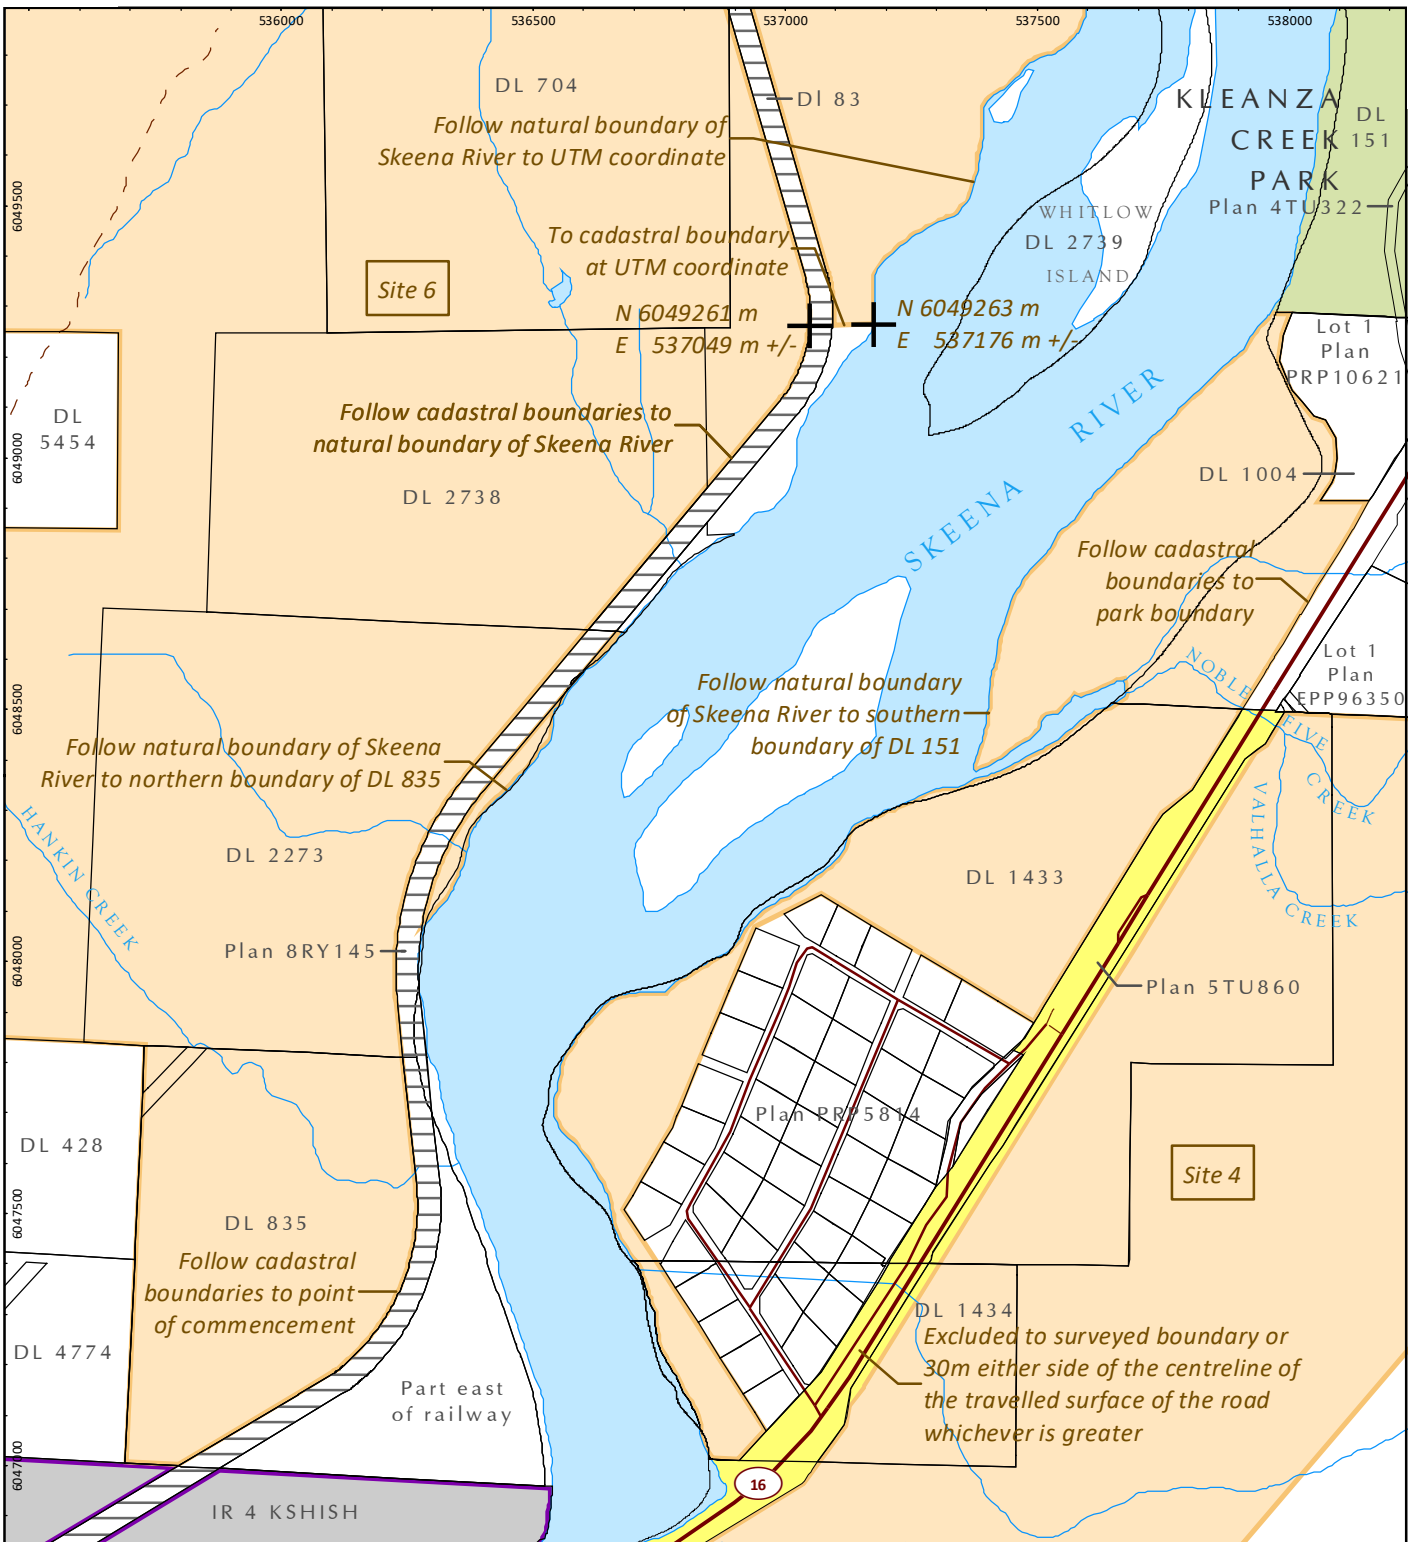 536000
536500
537000
537500
538000
DL 704
Dl 83
KLEANZA
CREEK
PARK
DL
151
Follow natural boundary of
Skeena River to UTM coordinate
6049500
WHITLOW
DL 2739
ISLAND
Plan 4TU322
To cadastral boundary
at UTM coordinate
Site 6
N 6049261 m
E 537049 m +/-
N 6049263 m
E 537176 m +/-
Lot 1
Plan
PRP10621
DL
5454
Follow cadastral boundaries to
natural boundary of Skeena River
SKEENA RIVER
6049000
DL 2738
DL 1004
Follow cadastral
boundaries to
park boundary
Lot 1
Plan
EPP96350
6048500
Follow natural boundary
of Skeena River to southern
boundary of DL 151
NOBLE FIVE CREEK
Follow natural boundary of Skeena
River to northern boundary of DL 835
HANKIN CREEK
VALHALLA CREEK
DL 2273
DL 1433
6048000
Plan 8RY145
Plan 5TU860
Plan PRP5814
DL 428
Site 4
6047500
DL 835
Follow cadastral
boundaries to point
of commencement
DL 4774
DL 1434
Excluded to surveyed boundary or
30m either side of the centreline of
the travelled surface of the road
whichever is greater
Part east
of railway
6047000
16
IR 4 KSHISH